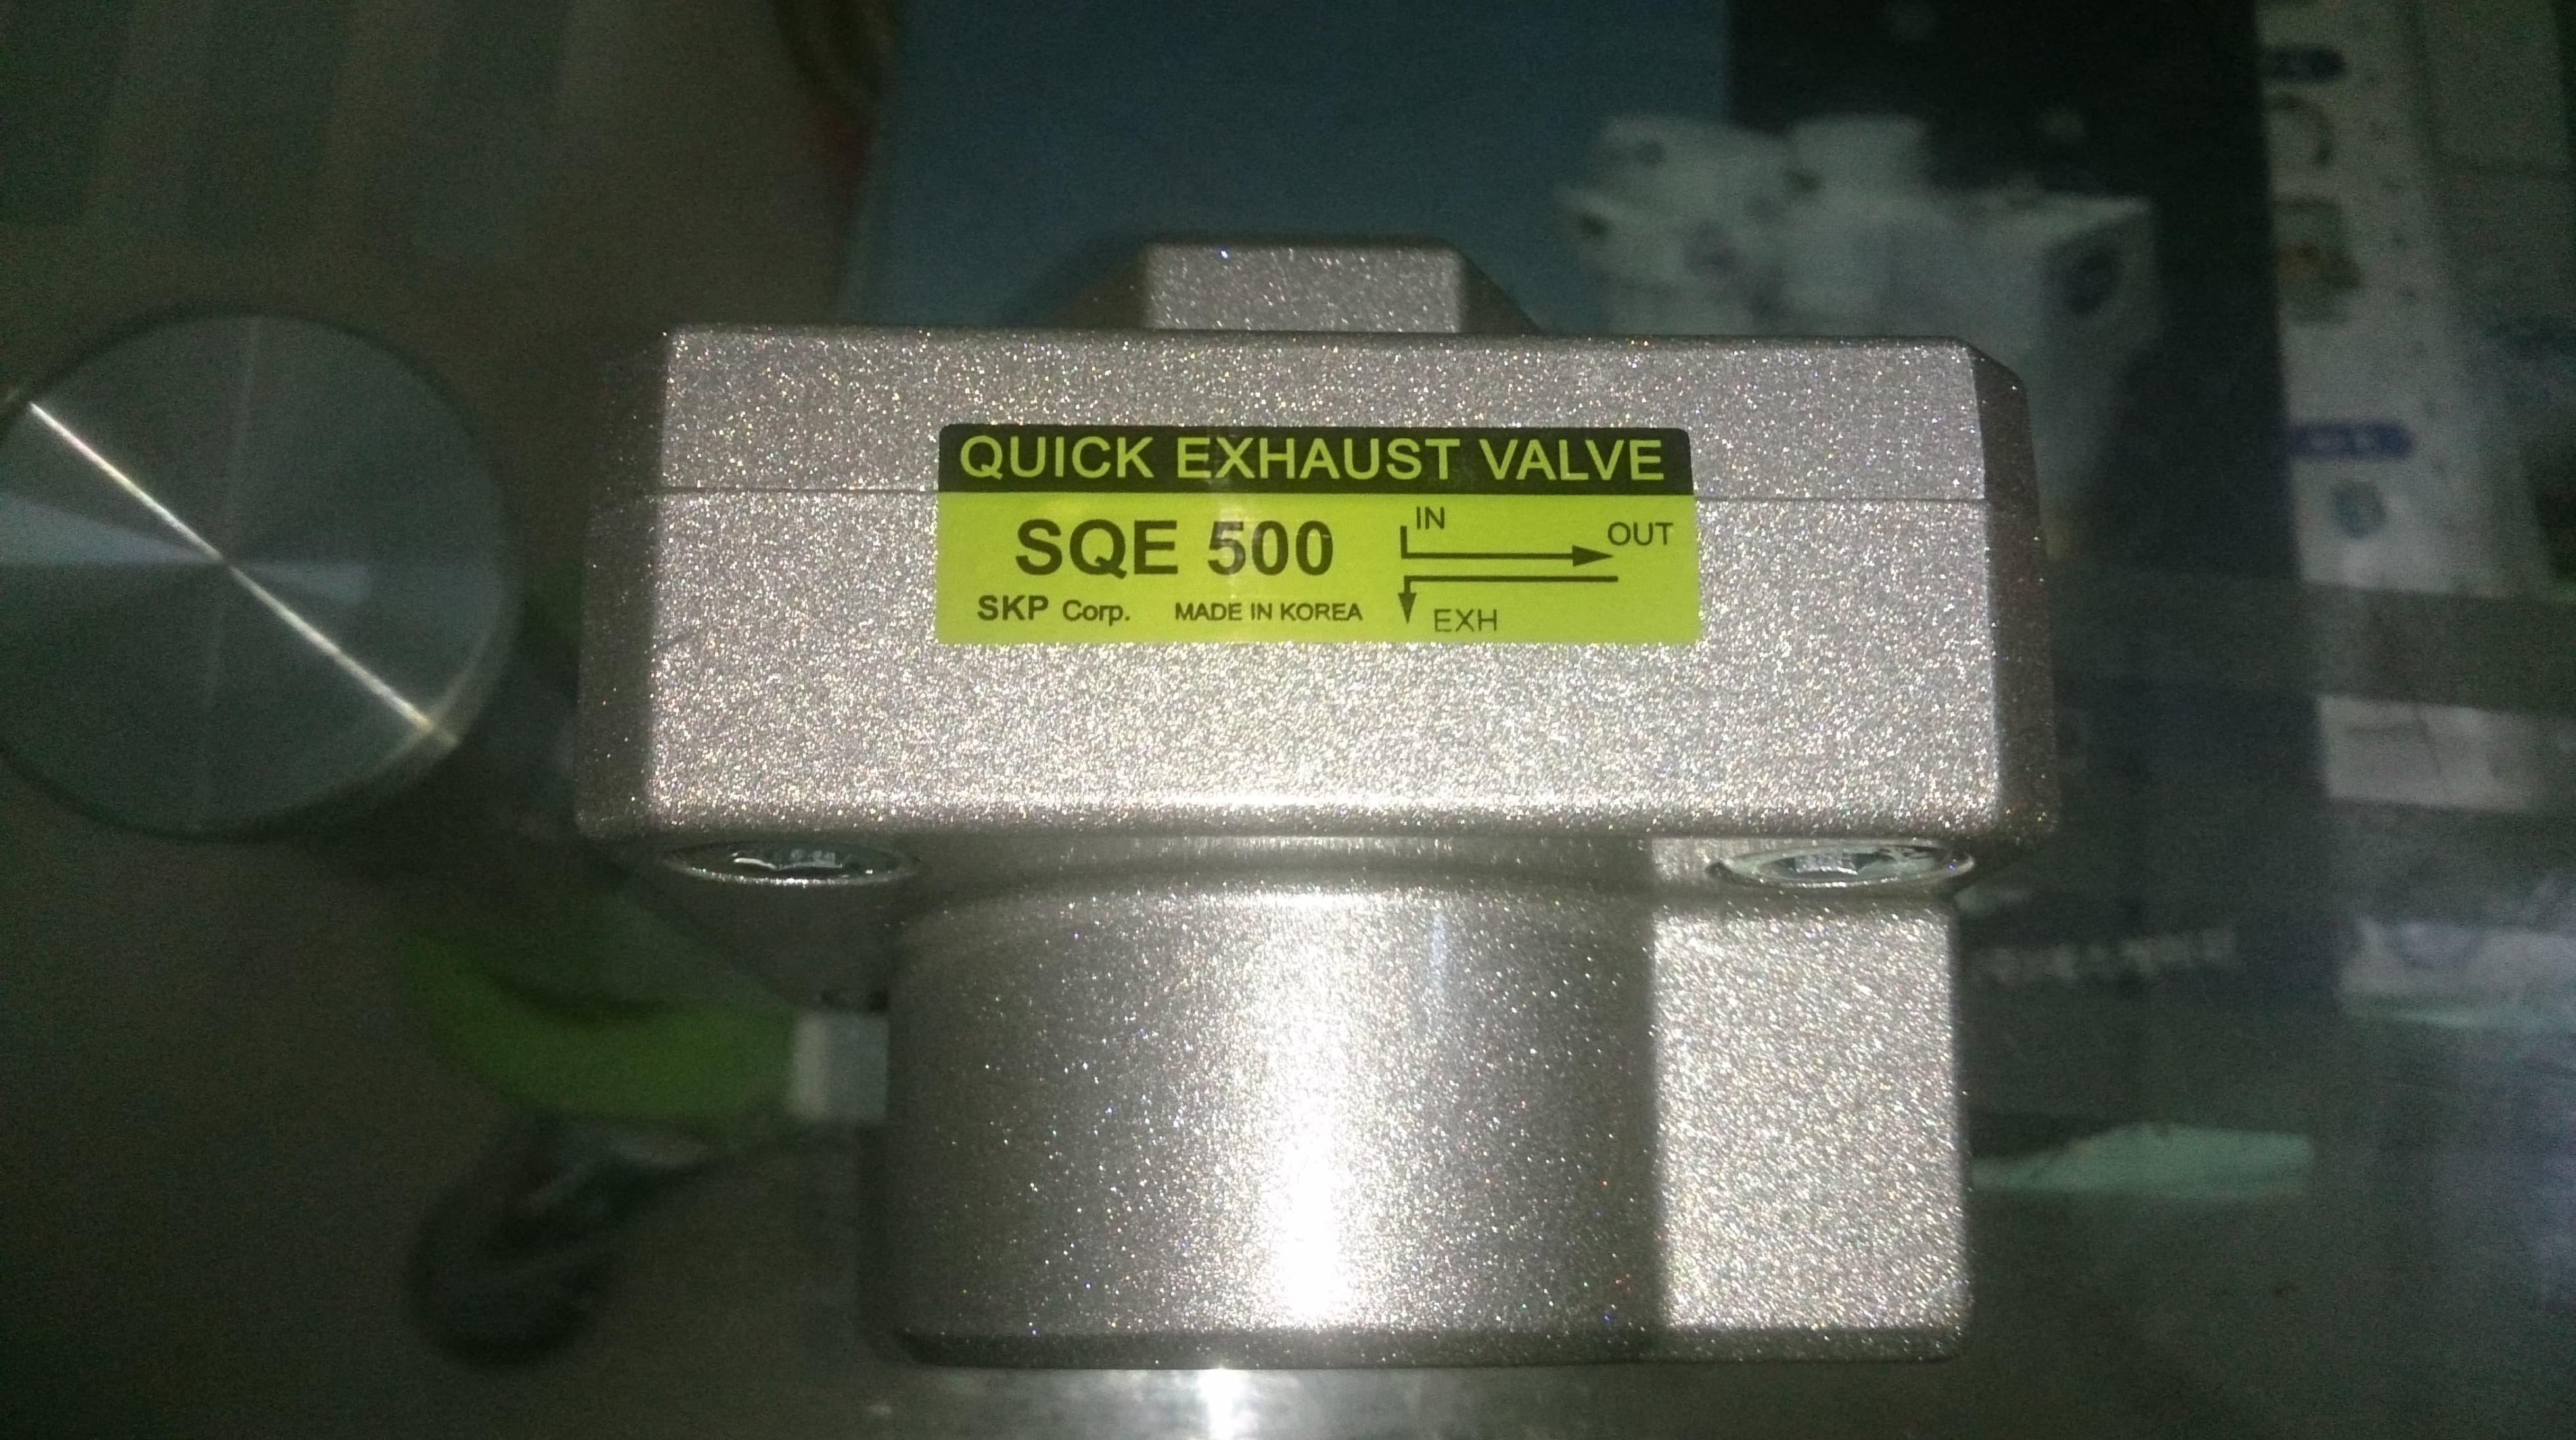 QUICK EXHAUST VALVE
SQE 500
IN
OUT
SKP Corp. MADE IN KOREA
EXH